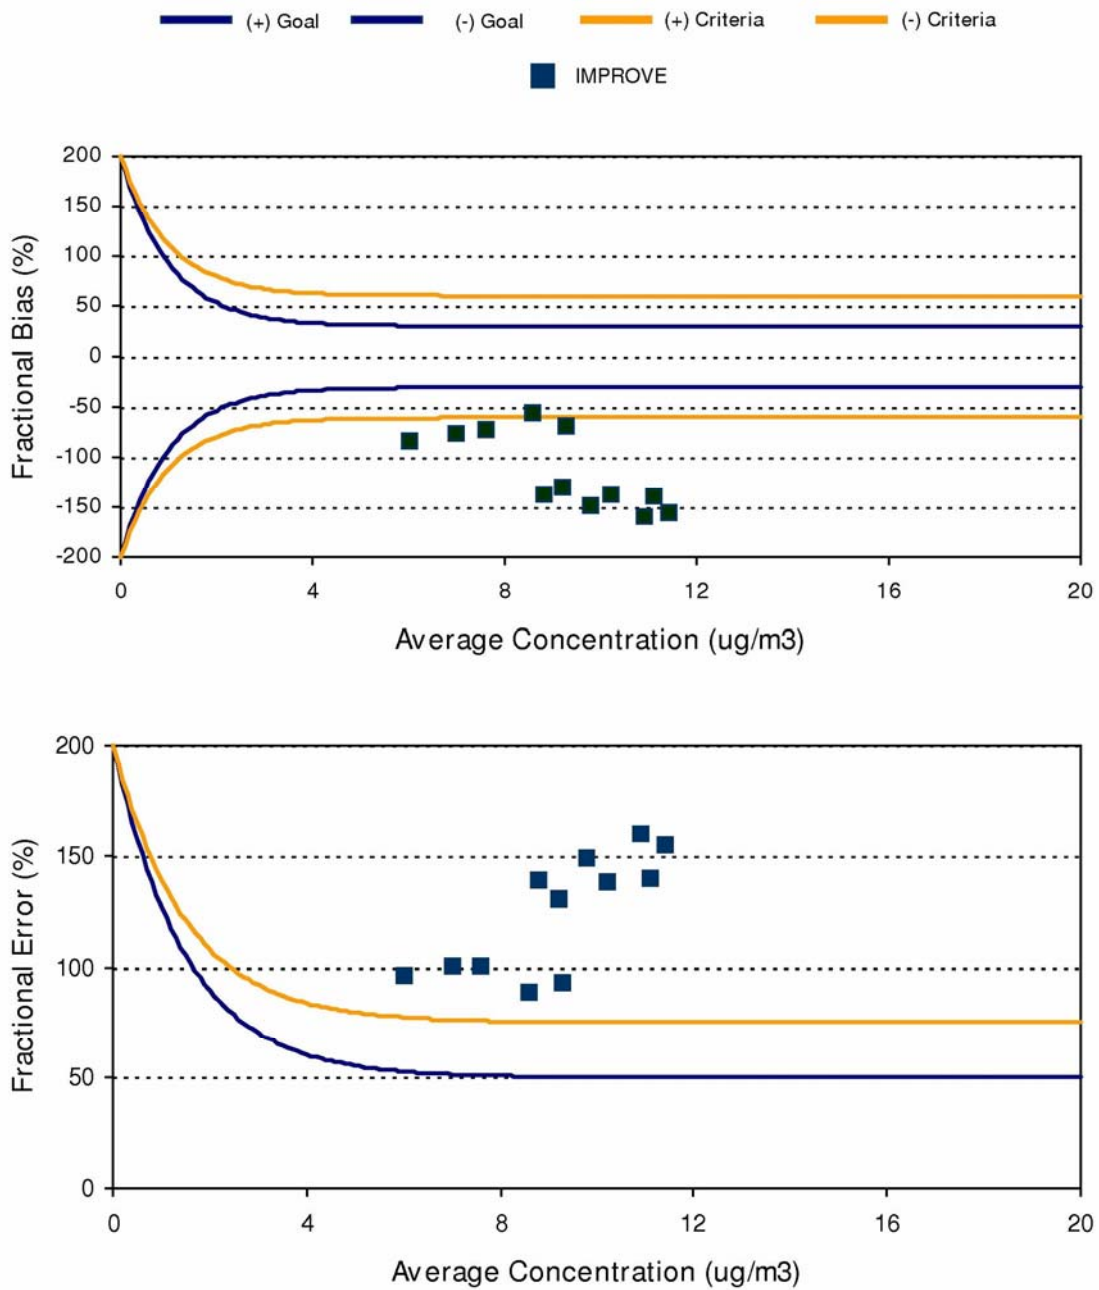 (+) Goal (-) Goal (+) Criteria (-) Criteria
IMPROVE
200
150
100
50
0
-50
-100
-150
-200
Fractional Bias (%)
0 4 8 12 16 20
Average Concentration (ug/m3)
200
150
100
50
0
Fractional Error (%)
0 4 8 12 16 20
Average Concentration (ug/m3)